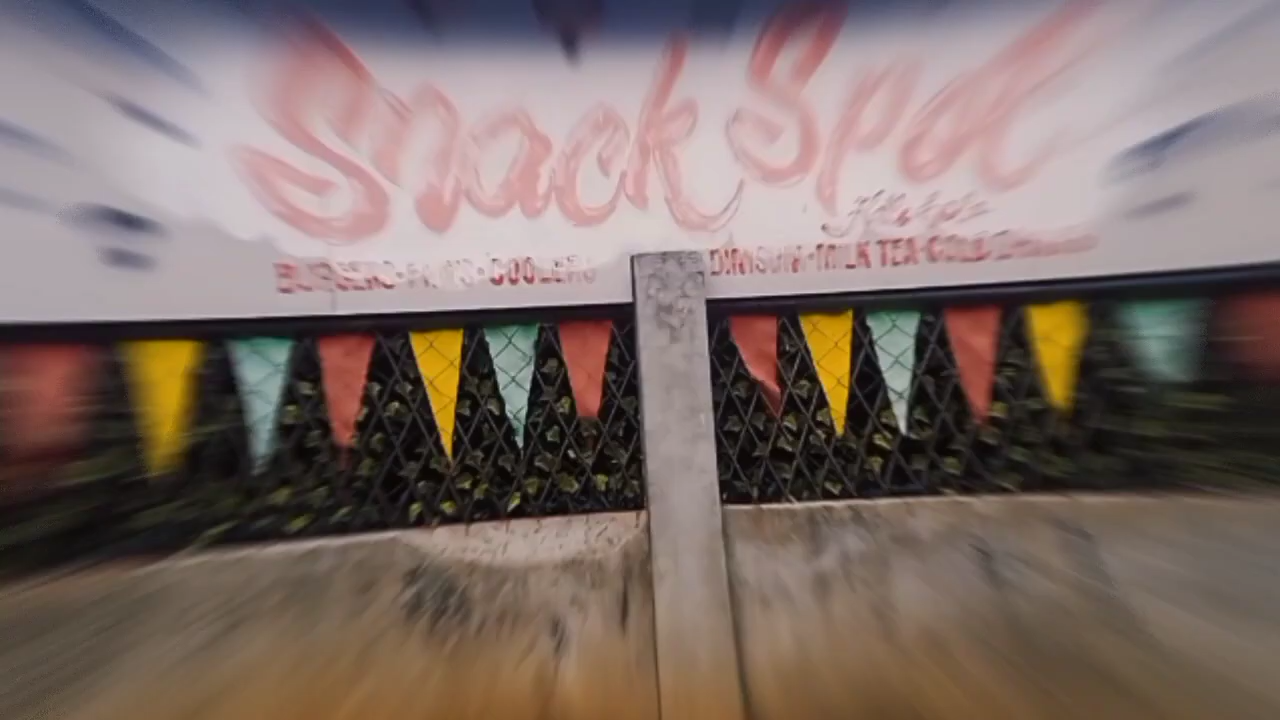 Snack Spot
BURGERS · FRIES · COOLERS
DIMSUM · MILK TEA · COLD